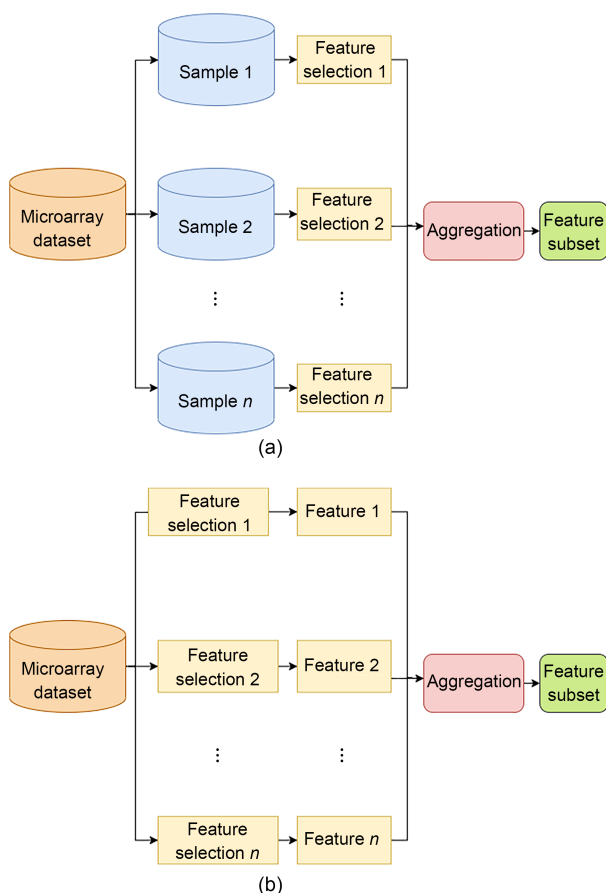 Sample 1
Feature
selection 1
Microarray
dataset
Sample 2
Feature
selection 2
Aggregation
Feature
subset
...
...
Sample n
Feature
selection n
(a)
Feature
selection 1
Feature 1
Microarray
dataset
Feature
selection 2
Feature 2
Aggregation
Feature
subset
...
...
Feature
selection n
Feature n
(b)